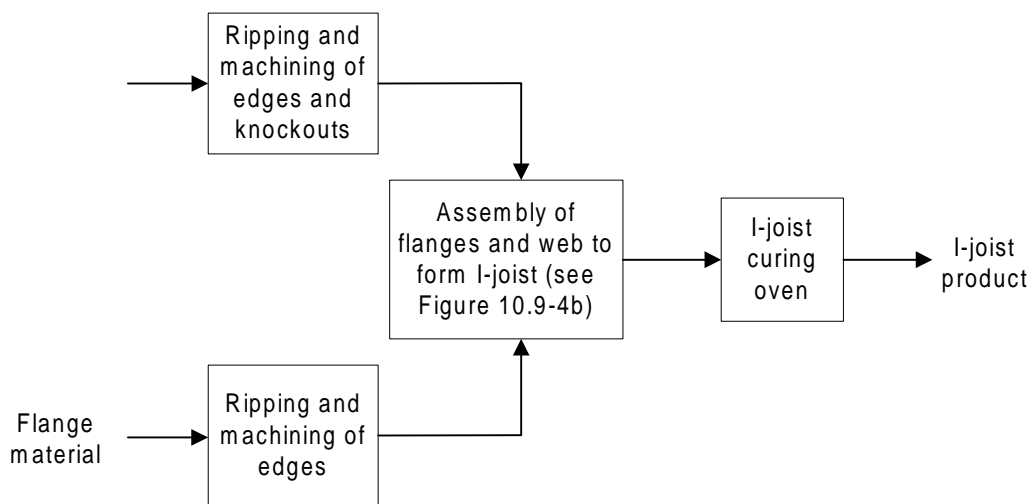 Ripping and
machining of
edges and
knockouts
Assembly of
flanges and web to
form I-joist (see
Figure 10.9-4b)
I-joist
curing
oven
I-joist
product
Flange
material
Ripping and
machining of
edges